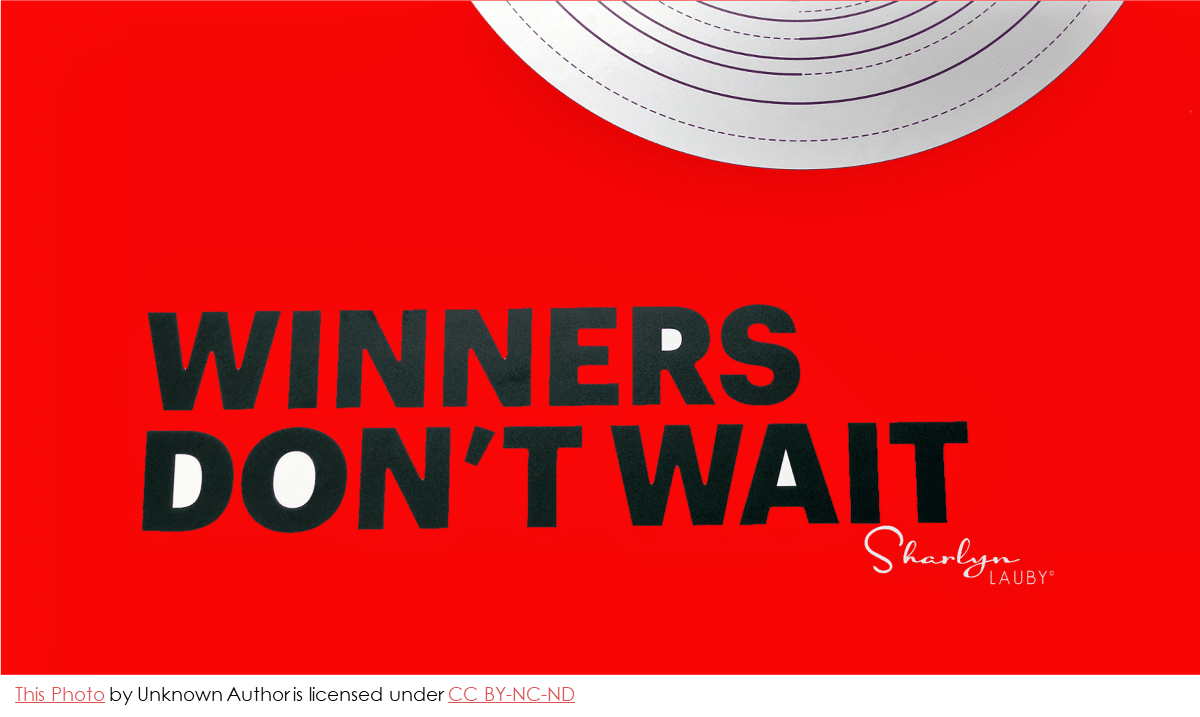 WINNERS
DON'T WAIT
Sharlyn
LAUBY©
This Photo by Unknown Author is licensed under CC BY-NC-ND